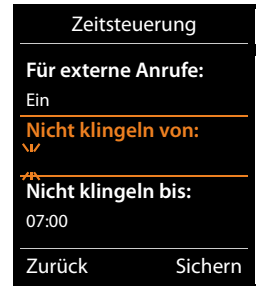 Zeitsteuerung
Für externe Anrufe:
Ein
Nicht klingeln von:
Nicht klingeln bis:
07:00
Zurück Sichern